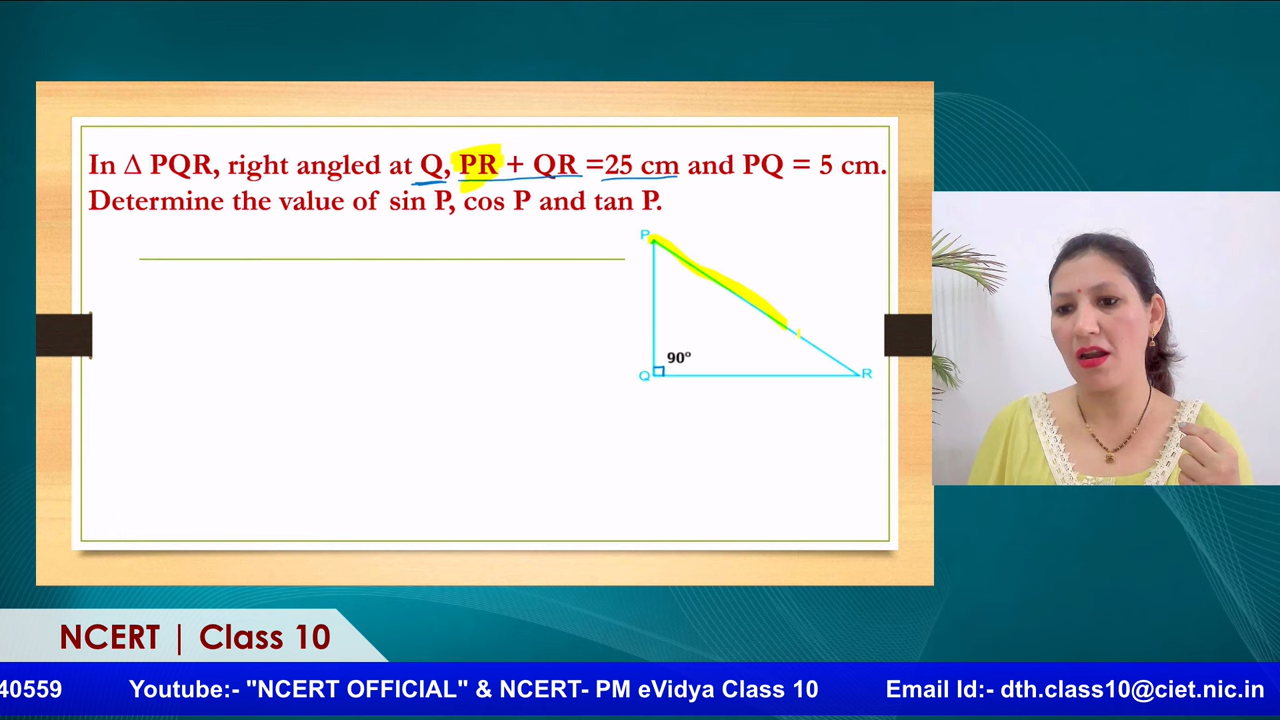 In Δ PQR, right angled at Q, PR + QR =25 cm and PQ = 5 cm.
Determine the value of sin P, cos P and tan P.
P
90º
Q
R
NCERT | Class 10
40559 Youtube:- "NCERT OFFICIAL" & NCERT- PM eVidya Class 10 Email Id:- dth.class10@ciet.nic.in